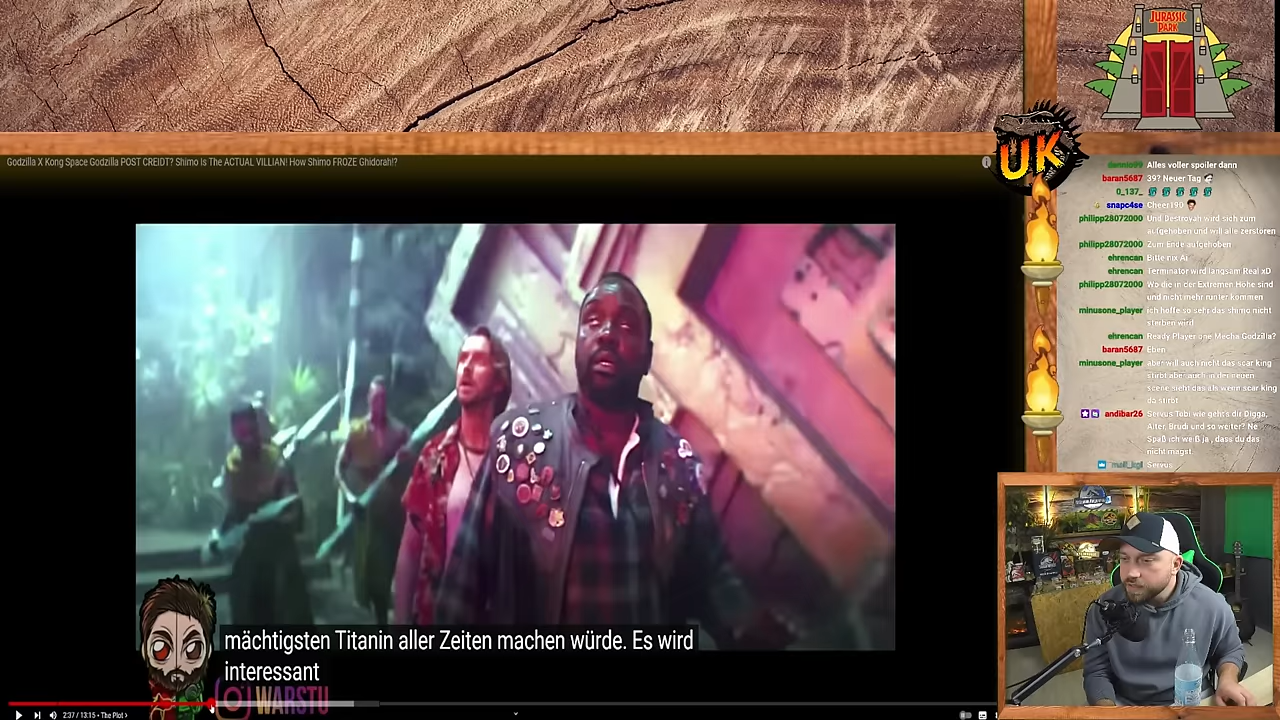 JURASSIC
PARK
Godzilla X Kong Space Godzilla POST CREIDT? Shimo Is The ACTUAL VILLIAN! How Shimo FROZE Ghidorah!?
UK
dennio99 Alles voller spoiler dann
baran5687 39? Neuer Tag
0_137_
snapc4se Cheer190
philipp28072000 Und Destroyah wird sich zum
aufgehoben und will alle zerstören
philipp28072000 Zum Ende aufgehoben
ehrencan Bitte nix Ai
ehrencan Terminator wird langsam Real xD
philipp28072000 Wo die in der Extremen Höhe sind
und nicht mehr runter kommen
minusone_player ich hoffe so sehr das shimo nicht
sterben wird
ehrencan Ready Player one Mecha Godzilla?
baran5687 Eben
minusone_player aber will auch nicht das scar king
stirbt aber auch in der neuen
scene sieht das als wenn scar king
da stirbt
andibar26 Servus Tobi wie geht's dir Digga,
Alter, Brudi und so weiter? Ne
Spaß ich weiß ja, dass du das
nicht magst.
Servus
mächtigsten Titanin aller Zeiten machen würde. Es wird
interessant
WARSTU
2:37 / 13:15 • The Plot